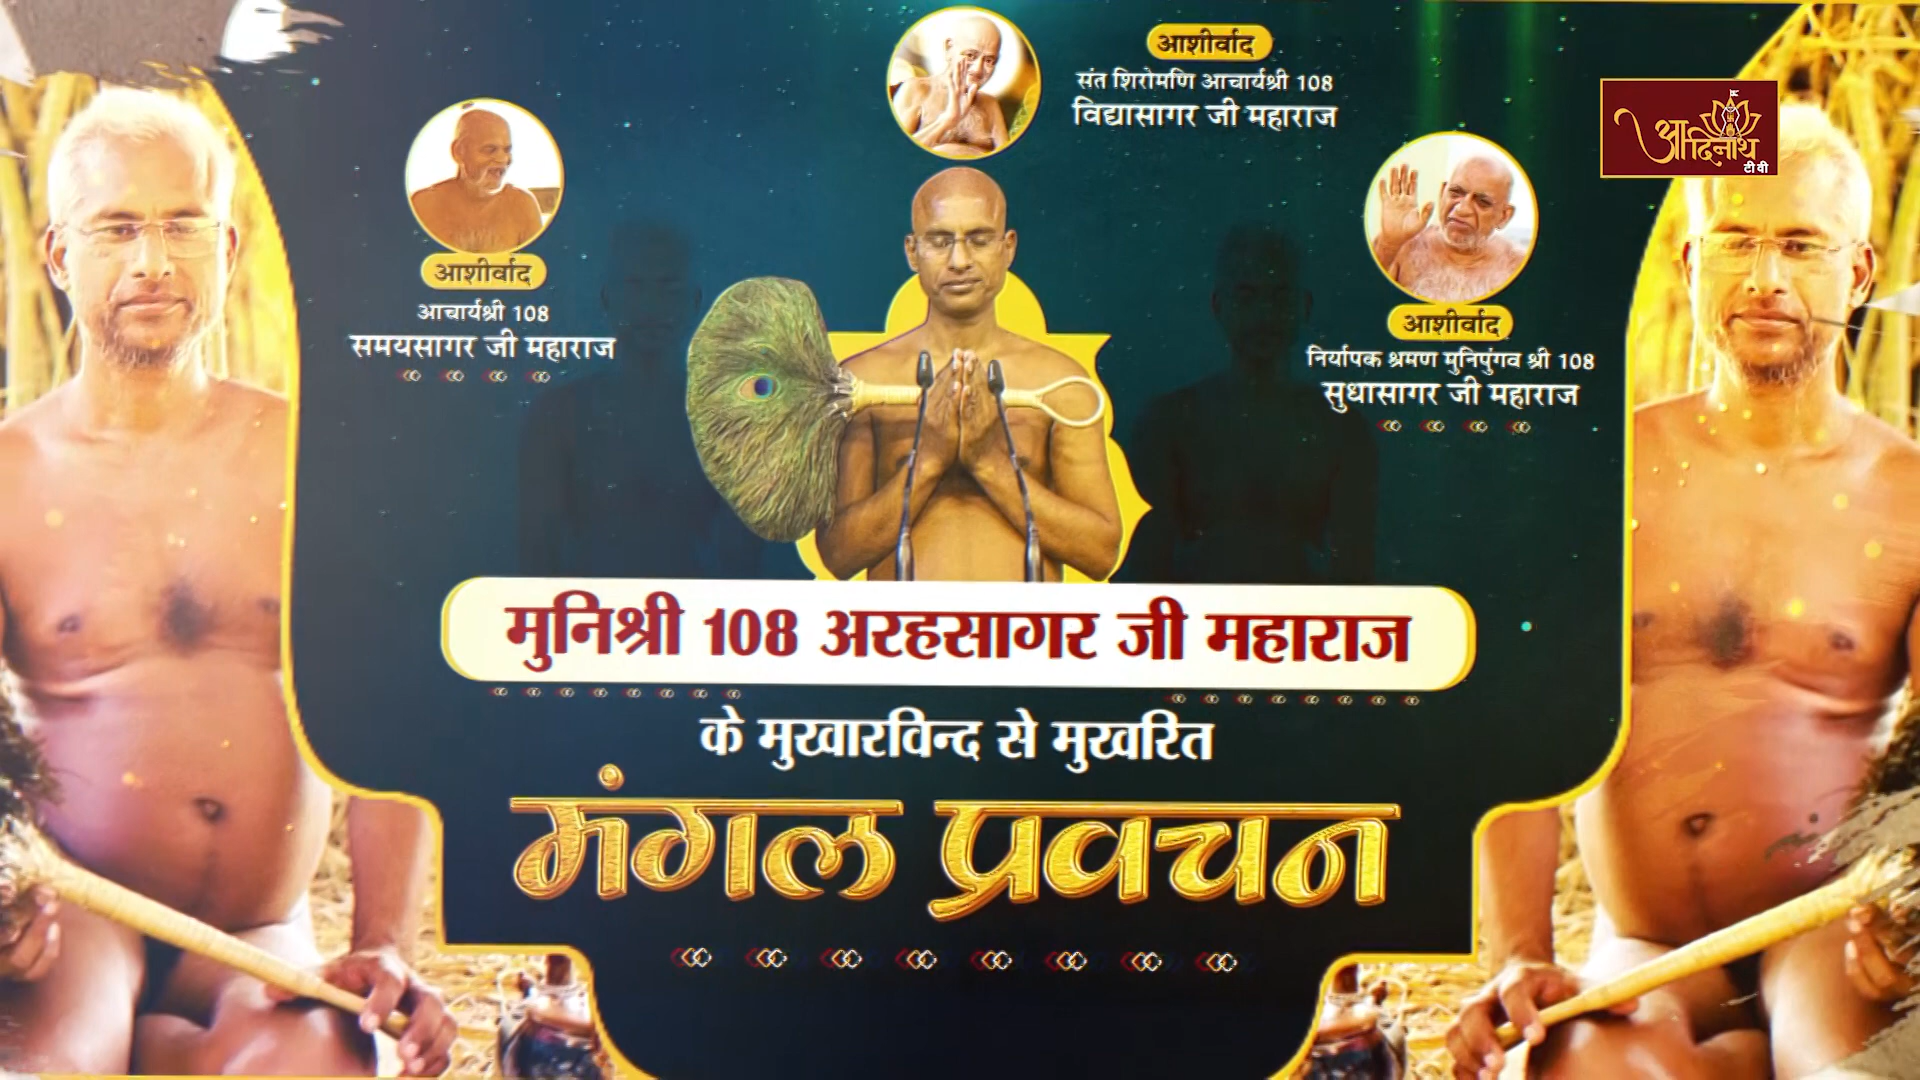 आशीर्वाद
संत शिरोमणि आचार्यश्री 108
विद्यासागर जी महाराज
आदिनाथ
टीवी
आशीर्वाद
आचार्यश्री 108
समयसागर जी महाराज
आशीर्वाद
निर्यापक श्रमण मुनिपुंगव श्री 108
सुधासागर जी महाराज
मुनिश्री 108 अरहसागर जी महाराज
के मुखारविन्द से मुखरित
मंगल प्रवचन